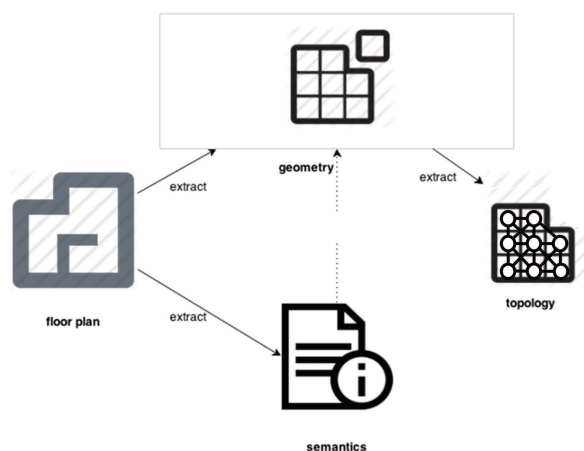 geometry
extract
extract
topology
floor plan
extract
semantics